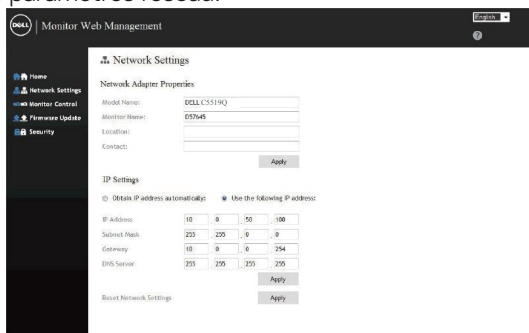 paramètres réseau.
DELL Monitor Web Management
English
?
Network Settings
Home
Network Settings
Monitor Control
Firmware Update
Security
Network Adapter Properties
Model Name: DELL C5519Q
Monitor Name: D57645
Location:
Contact:
Apply
IP Settings
Obtain IP address automatically: Use the following IP address:
IP Address 10 . 0 . 50 . 100
Subnet Mask 255 . 255 . 0 . 0
Gateway 10 0 0 254
DNS Server 255 255 255 255
Apply
Reset Network Settings Apply